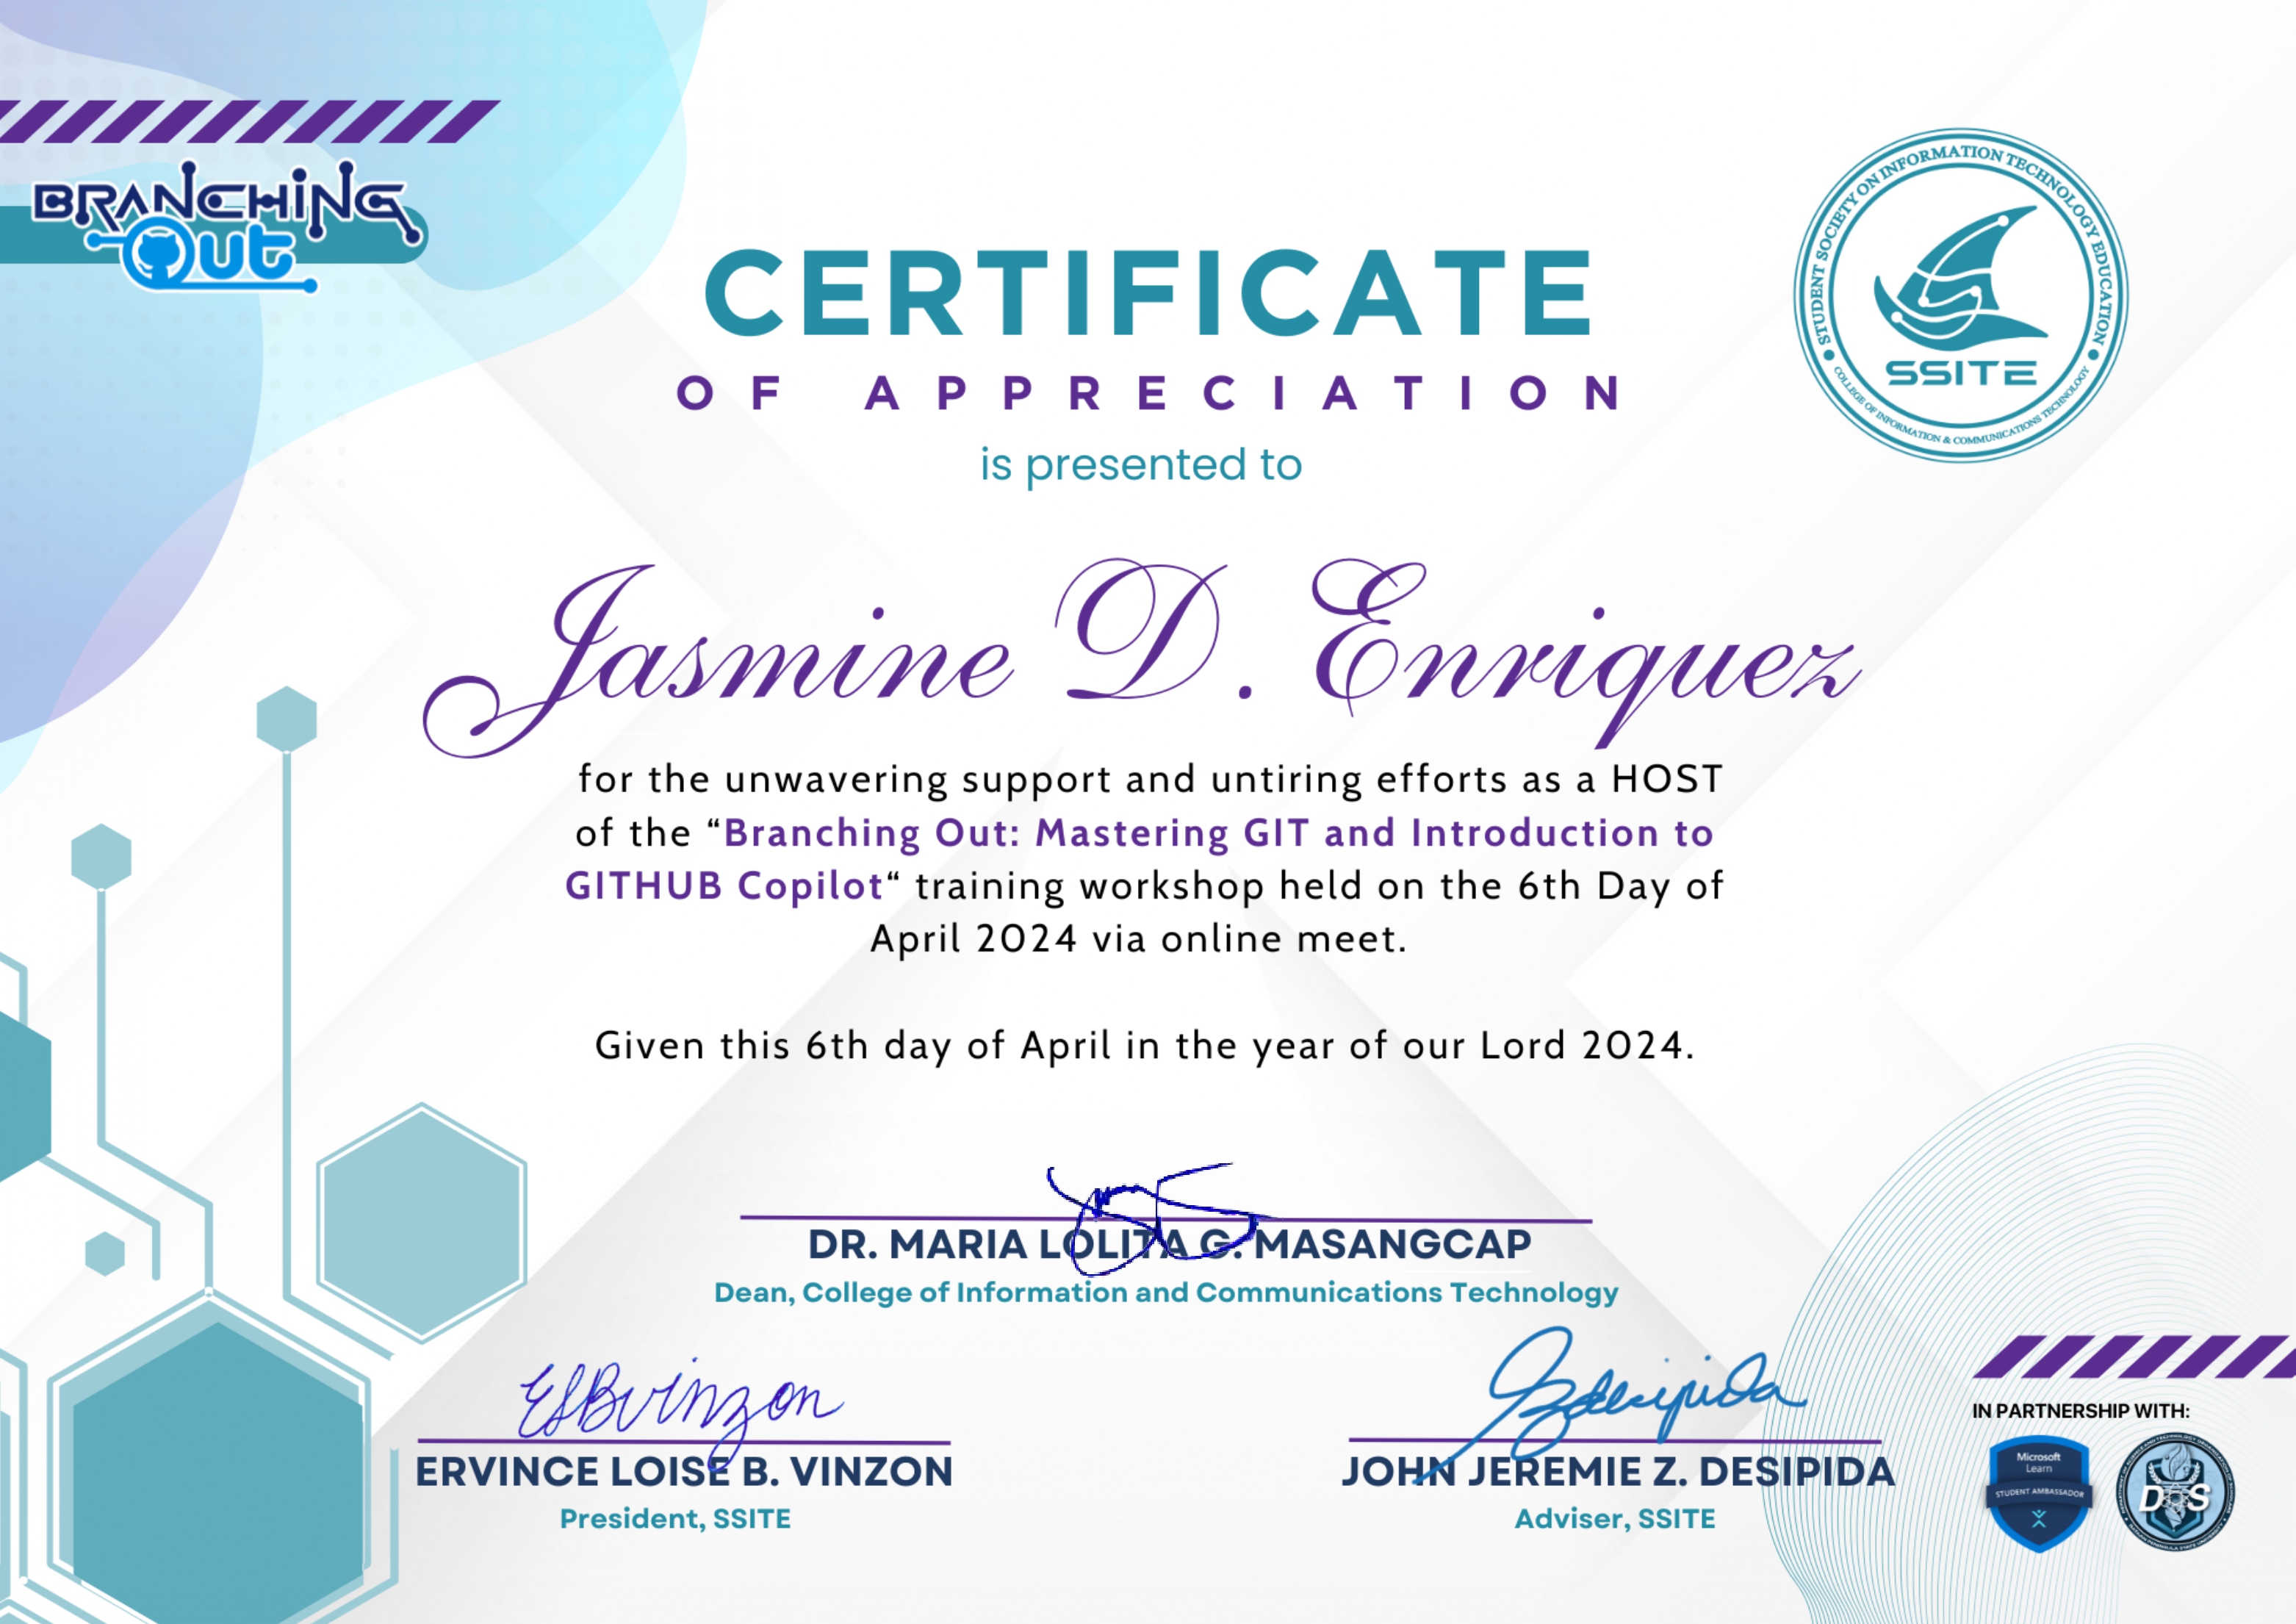 BRANCHING
Out
STUDENT SOCIETY ON INFORMATION TECHNOLOGY EDUCATION
SSITE
COLLEGE OF INFORMATION & COMMUNICATIONS TECHNOLOGY
CERTIFICATE
OF APPRECIATION
is presented to
Jasmine D. Enriquez
for the unwavering support and untiring efforts as a HOST
of the “Branching Out: Mastering GIT and Introduction to
GITHUB Copilot“ training workshop held on the 6th Day of
April 2024 via online meet.
Given this 6th day of April in the year of our Lord 2024.
DR. MARIA LOLITA G. MASANGCAP
Dean, College of Information and Communications Technology
ERVINCE LOISE B. VINZON
President, SSITE
JOHN JEREMIE Z. DESIPIDA
Adviser, SSITE
IN PARTNERSHIP WITH:
Microsoft
Learn
STUDENT AMBASSADOR